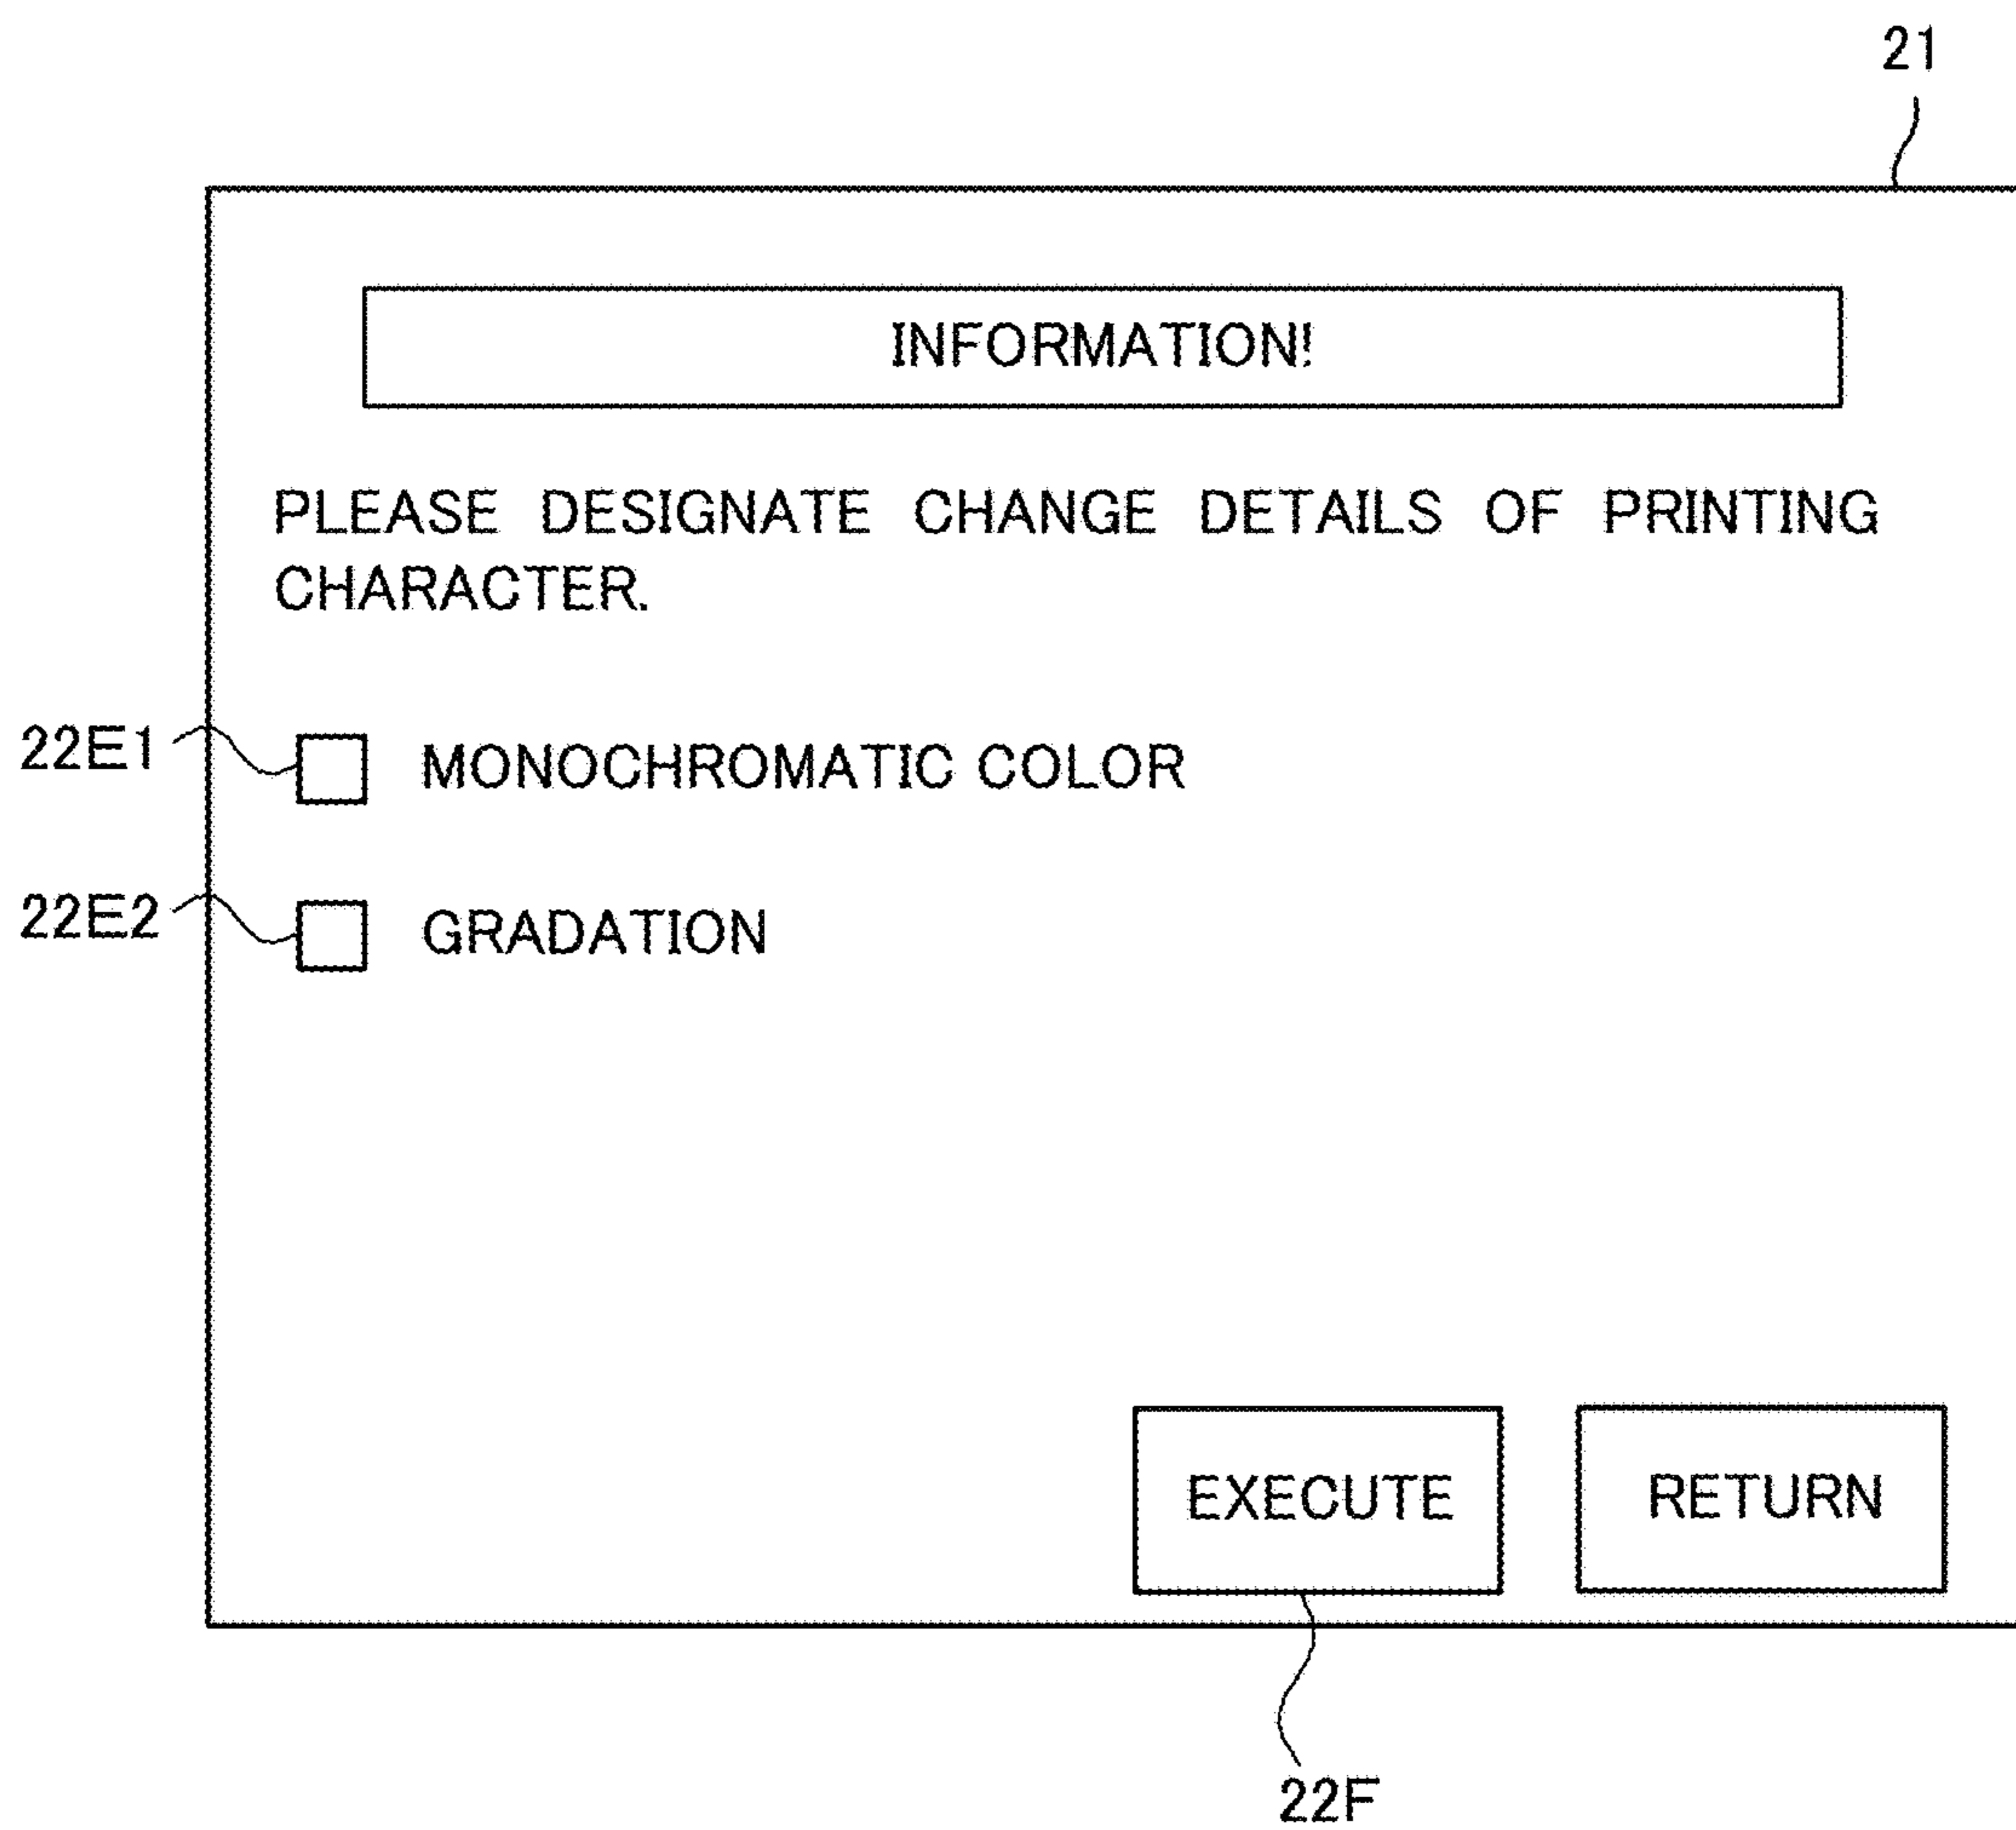 21
INFORMATION!
PLEASE DESIGNATE CHANGE DETAILS OF PRINTING
CHARACTER.
22E1
MONOCHROMATIC COLOR
22E2
GRADATION
EXECUTE
RETURN
22F